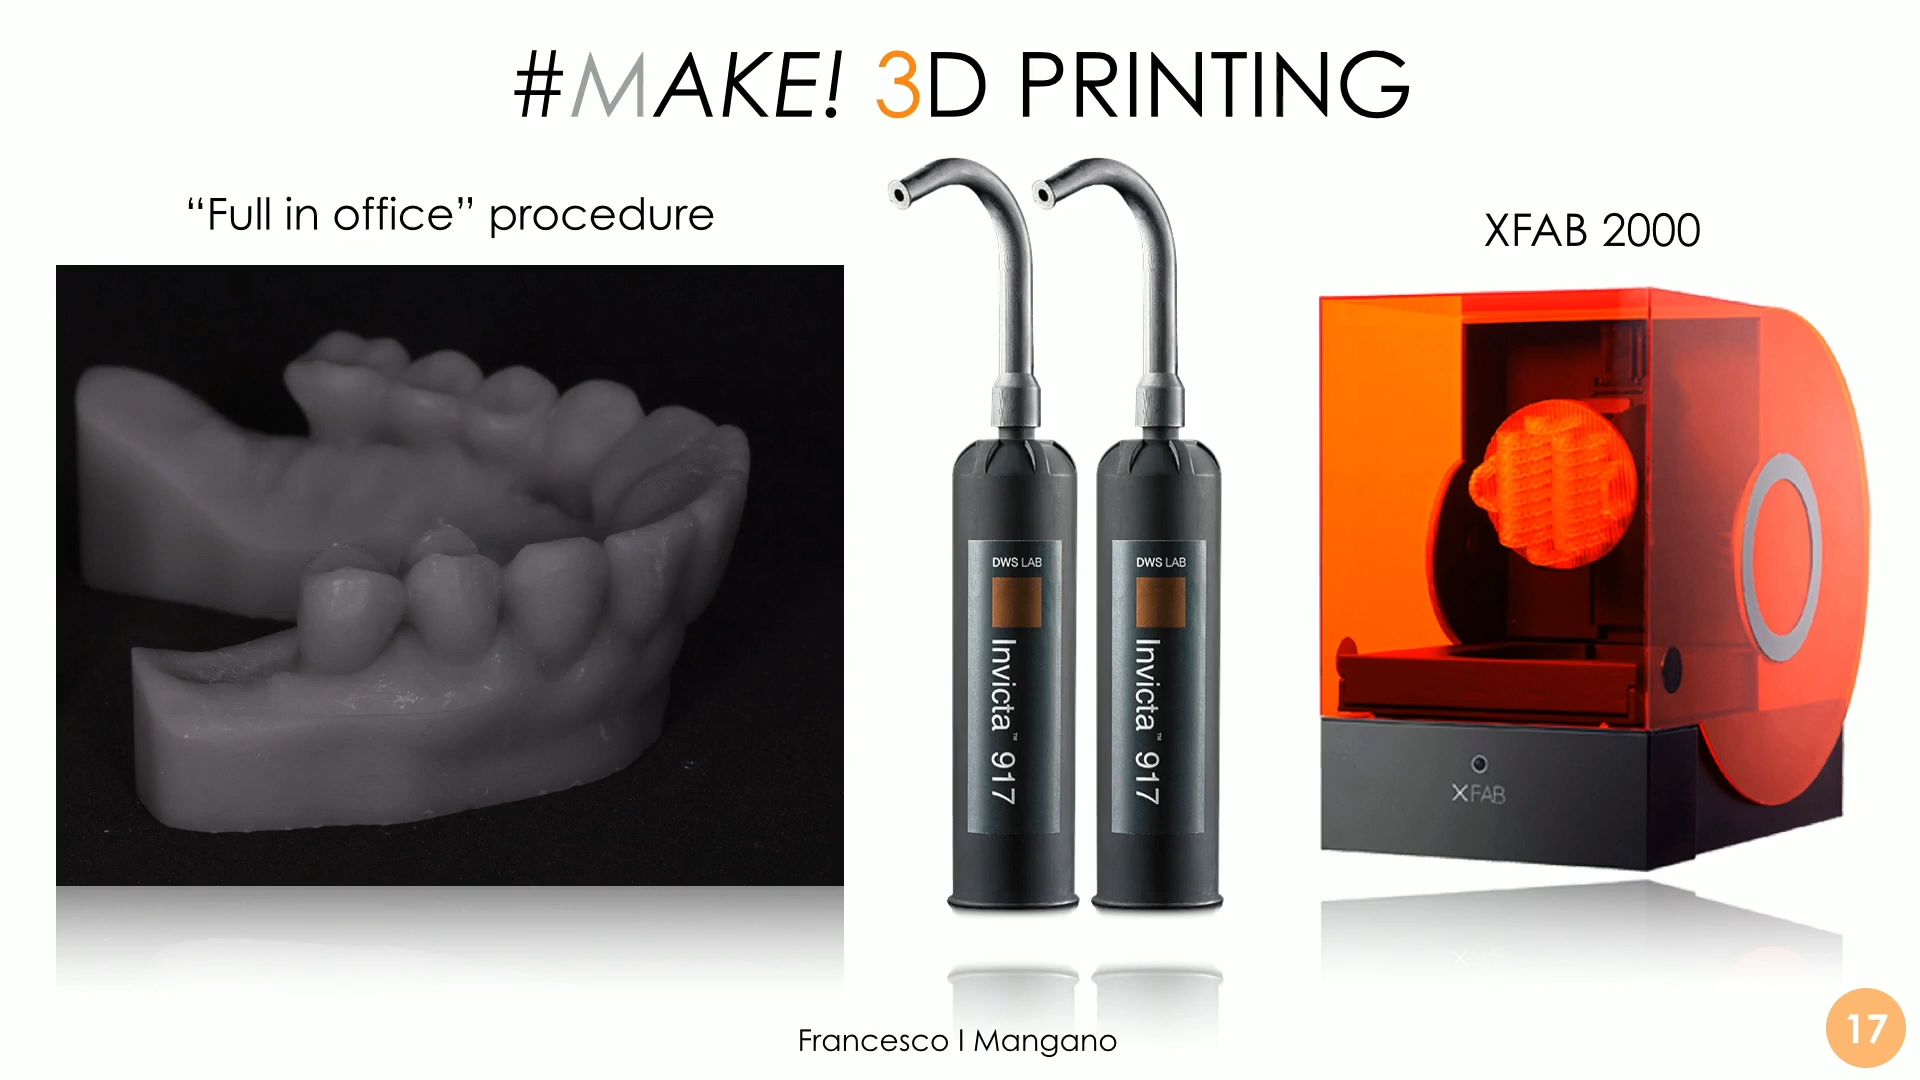 #MAKE! 3D PRINTING
“Full in office” procedure
XFAB 2000
DWS LAB
Invicta™ 917
DWS LAB
Invicta™ 917
XFAB
Francesco I Mangano
17